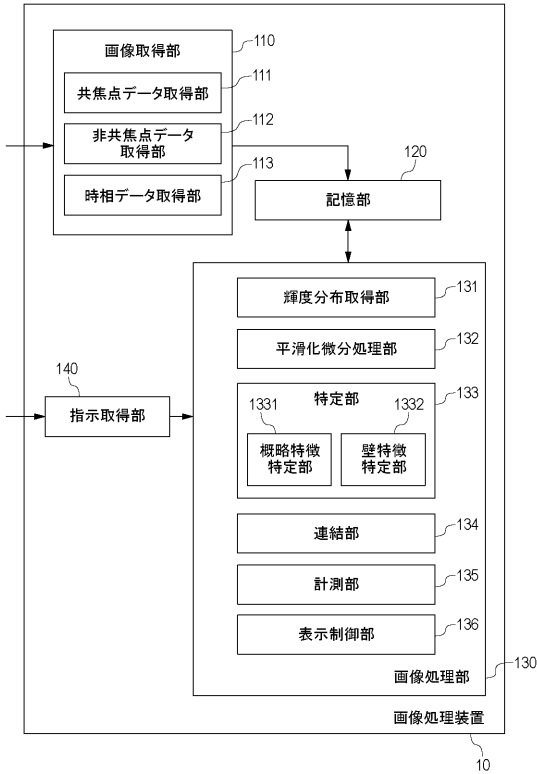 画像取得部
110
共焦点データ取得部
111
非共焦点データ
取得部
112
時相データ取得部
113
記憶部
120
輝度分布取得部
131
平滑化微分処理部
132
特定部
133
1331
概略特徴
特定部
1332
壁特徴
特定部
140
指示取得部
連結部
134
計測部
135
表示制御部
136
画像処理部
130
画像処理装置
10